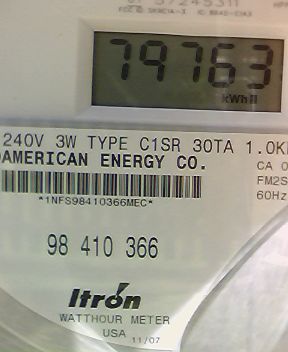 79763
kWh
240V 3W TYPE C1SR 30TA 1.0K
AMERICAN ENERGY CO.
CA 0
FM2S
60Hz
*1NFS98410366MEC*
98 410 366
Itron
WATTHOUR METER
USA 11/07